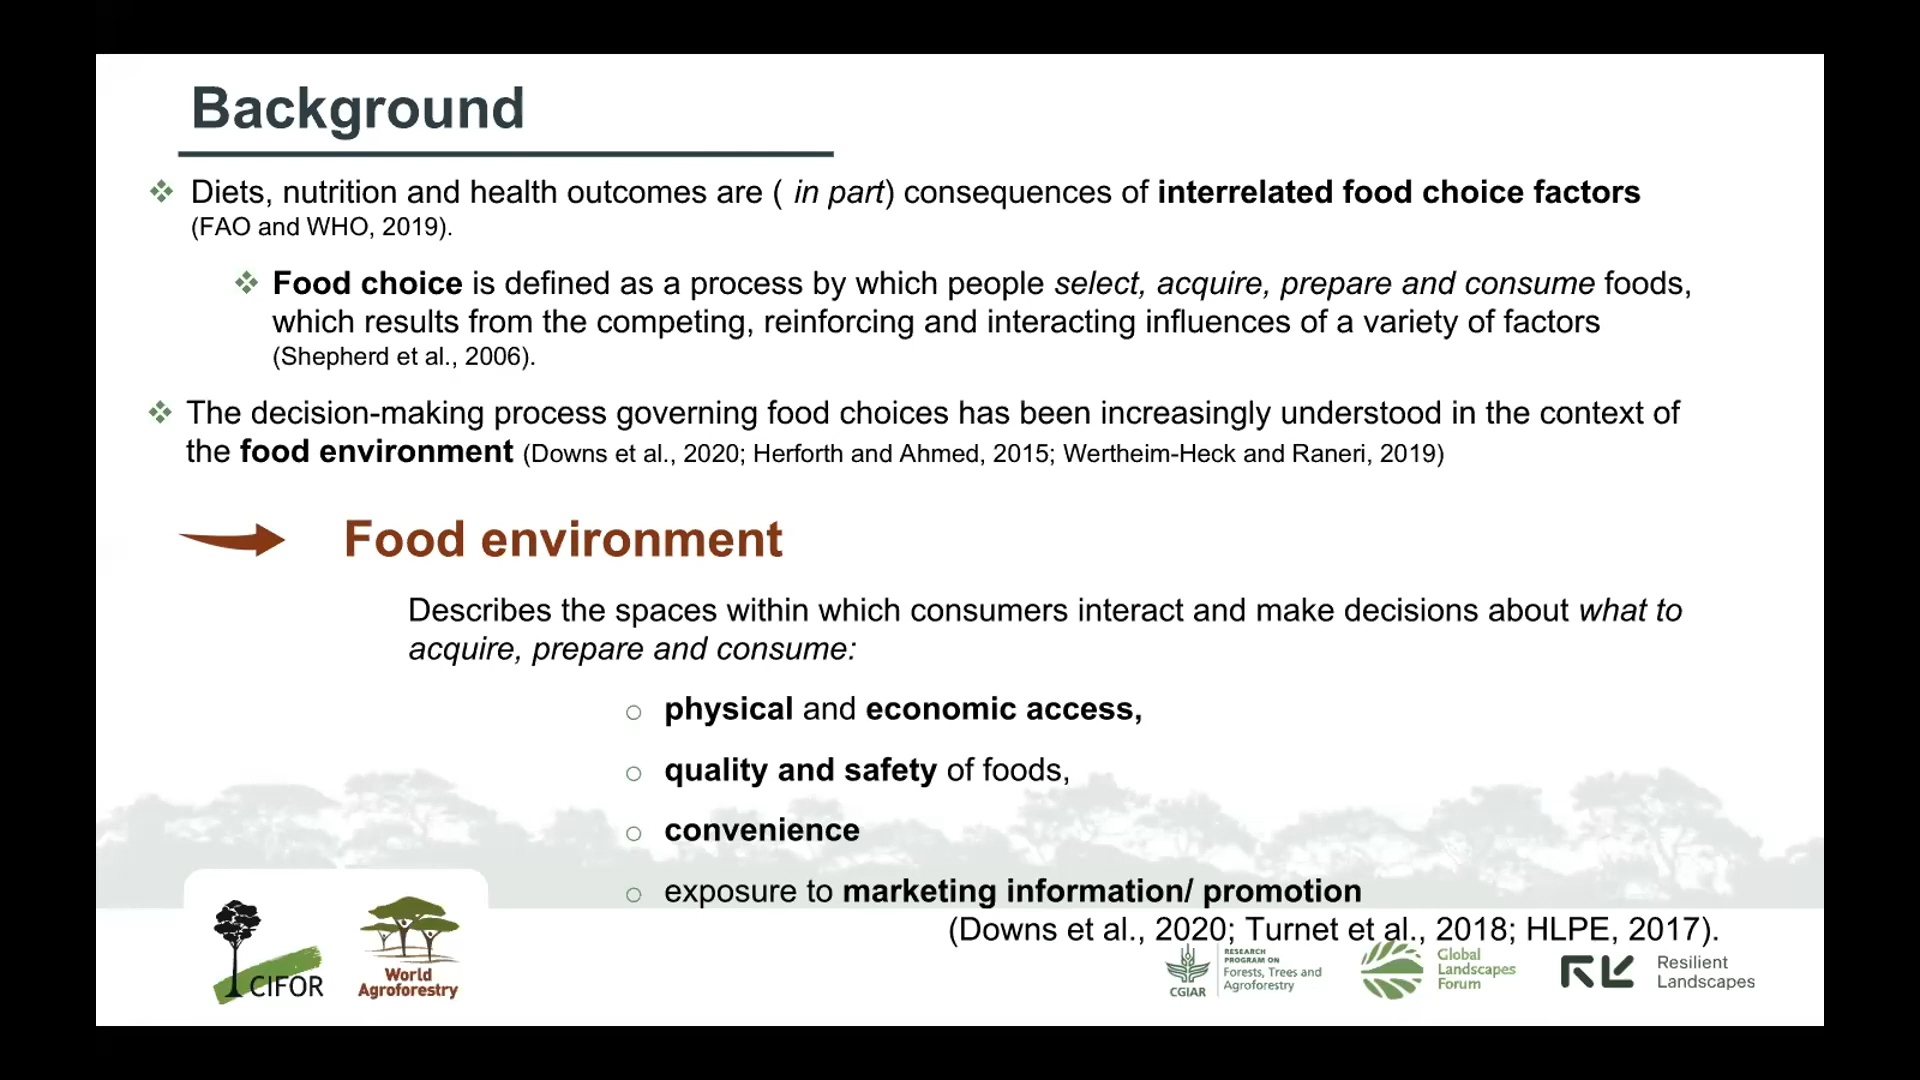 Background
❖ Diets, nutrition and health outcomes are ( in part) consequences of interrelated food choice factors
(FAO and WHO, 2019).
❖ Food choice is defined as a process by which people select, acquire, prepare and consume foods,
which results from the competing, reinforcing and interacting influences of a variety of factors
(Shepherd et al., 2006).
❖ The decision-making process governing food choices has been increasingly understood in the context of
the food environment (Downs et al., 2020; Herforth and Ahmed, 2015; Wertheim-Heck and Raneri, 2019)
Food environment
Describes the spaces within which consumers interact and make decisions about what to
acquire, prepare and consume:
o physical and economic access,
o quality and safety of foods,
o convenience
o exposure to marketing information/ promotion
(Downs et al., 2020; Turnet et al., 2018; HLPE, 2017).
CIFOR
World
Agroforestry
CGIAR
RESEARCH
PROGRAM ON
Forests, Trees and
Agroforestry
Global
Landscapes
Forum
Resilient
Landscapes